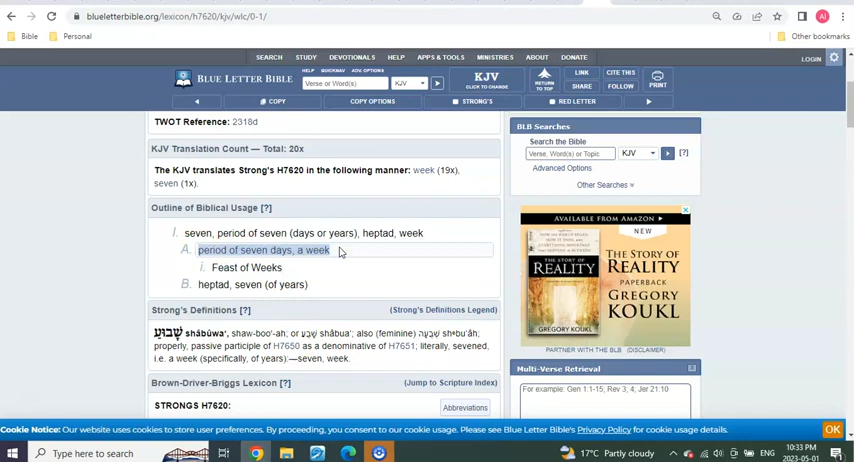 blueletterbible.org/lexicon/h7620/kjv/wlc/0-1/
AI
Bible
Personal
Other bookmarks
SEARCH STUDY DEVOTIONALS HELP APPS & TOOLS MINISTRIES ABOUT DONATE
LOGIN
BLUE LETTER BIBLE
HELP QUICKNAV ADV. OPTIONS
Verse or Word(s)
KJV
KJV
CLICK TO CHANGE
RETURN
TO TOP
LINK
SHARE
CITE THIS
FOLLOW
PRINT
COPY
COPY OPTIONS
STRONG'S
RED LETTER
TWOT Reference: 2318d
KJV Translation Count — Total: 20x
The KJV translates Strong's H7620 in the following manner: week (19x),
seven (1x).
Outline of Biblical Usage [?]
I. seven, period of seven (days or years), heptad, week
A. period of seven days, a week
i. Feast of Weeks
B. heptad, seven (of years)
Strong's Definitions [?]
(Strong's Definitions Legend)
שָׁבוּעַ shâbûwaʻ, shaw-boo'-ah; or שָׁבֻעַ shâbuaʻ; also (feminine) שְׁבֻעָה shᵉbuʻâh;
properly, passive participle of H7650 as a denominative of H7651; literally, sevened,
i.e. a week (specifically, of years):—seven, week.
Brown-Driver-Briggs Lexicon [?]
(Jump to Scripture Index)
STRONGS H7620:
Abbreviations
BLB Searches
Search the Bible
Verse, Word(s) or Topic
KJV
[?]
Advanced Options
Other Searches
AVAILABLE FROM AMAZON
THE STORY OF
REALITY
GREGORY KOUKL
NEW
THE STORY OF
REALITY
PAPERBACK
GREGORY
KOUKL
PARTNER WITH THE BLB (DISCLAIMER)
Multi-Verse Retrieval
For example: Gen 1:1-15; Rev 3; 4; Jer 21:10
Cookie Notice: Our website uses cookies to store user preferences. By proceeding, you consent to our cookie usage. Please see Blue Letter Bible's Privacy Policy for cookie usage details.
OK
Type here to search
17°C Partly cloudy
ENG
10:33 PM
2023-05-01